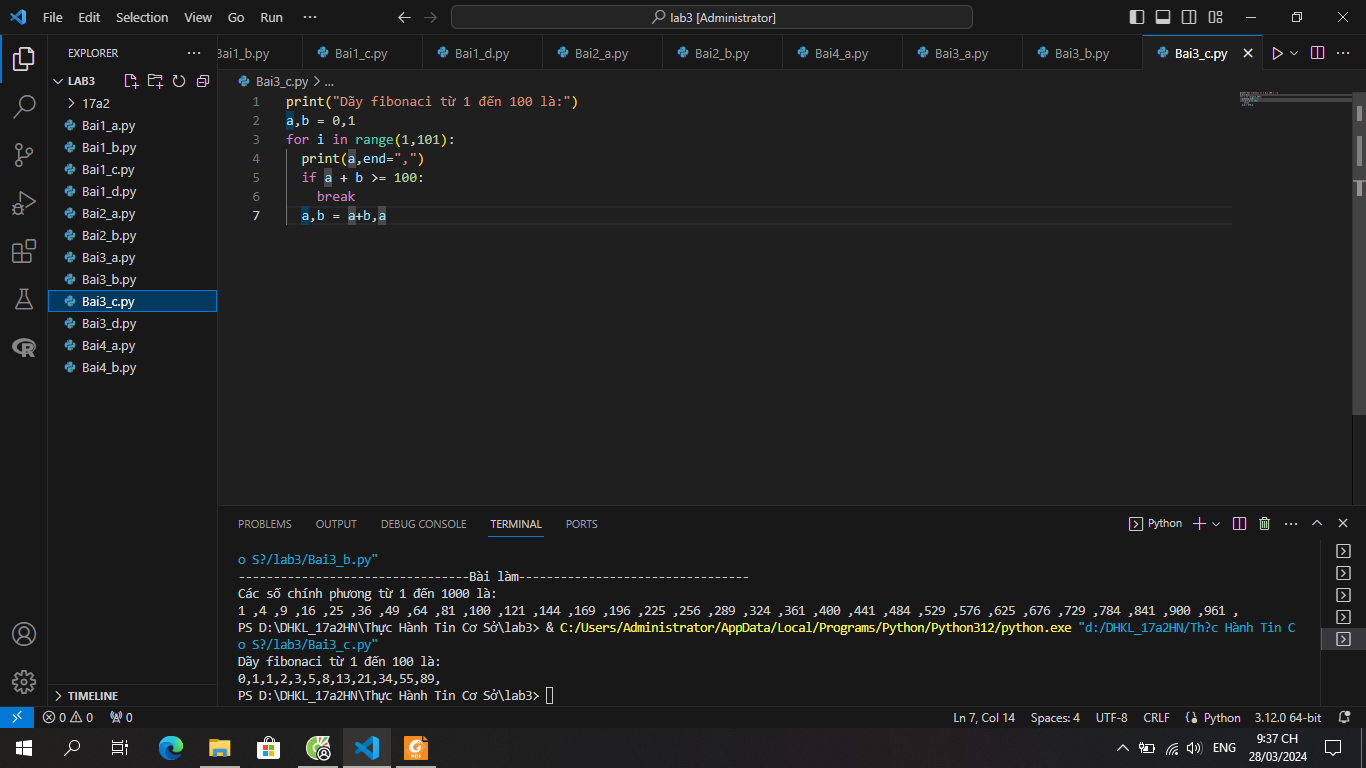 File Edit Selection View Go Run ··· lab3 [Administrator]
EXPLORER ···
Bai1_b.py Bai1_c.py Bai1_d.py Bai2_a.py Bai2_b.py Bai4_a.py Bai3_a.py Bai3_b.py Bai3_c.py
LAB3
17a2
Bai1_a.py
Bai1_b.py
Bai1_c.py
Bai1_d.py
Bai2_a.py
Bai2_b.py
Bai3_a.py
Bai3_b.py
Bai3_c.py
Bai3_d.py
Bai4_a.py
Bai4_b.py
TIMELINE
Bai3_c.py > ...
1 print("Dãy fibonaci từ 1 đến 100 là:")
2 a,b = 0,1
3 for i in range(1,101):
4 print(a,end=",")
5 if a + b >= 100:
6 break
7 a,b = a+b,a
PROBLEMS OUTPUT DEBUG CONSOLE TERMINAL PORTS
Python
o S?/lab3/Bai3_b.py"
---------------------------------Bài làm---------------------------------
Các số chính phương từ 1 đến 1000 là:
1 ,4 ,9 ,16 ,25 ,36 ,49 ,64 ,81 ,100 ,121 ,144 ,169 ,196 ,225 ,256 ,289 ,324 ,361 ,400 ,441 ,484 ,529 ,576 ,625 ,676 ,729 ,784 ,841 ,900 ,961 ,
PS D:\DHKL_17a2HN\Thực Hành Tin Cơ Sở\lab3> & C:/Users/Administrator/AppData/Local/Programs/Python/Python312/python.exe "d:/DHKL_17a2HN/Th?c Hành Tin C
o S?/lab3/Bai3_c.py"
Dãy fibonaci từ 1 đến 100 là:
0,1,1,2,3,5,8,13,21,34,55,89,
PS D:\DHKL_17a2HN\Thực Hành Tin Cơ Sở\lab3>
0 0 0 Ln 7, Col 14 Spaces: 4 UTF-8 CRLF Python 3.12.0 64-bit
ENG
9:37 CH
28/03/2024